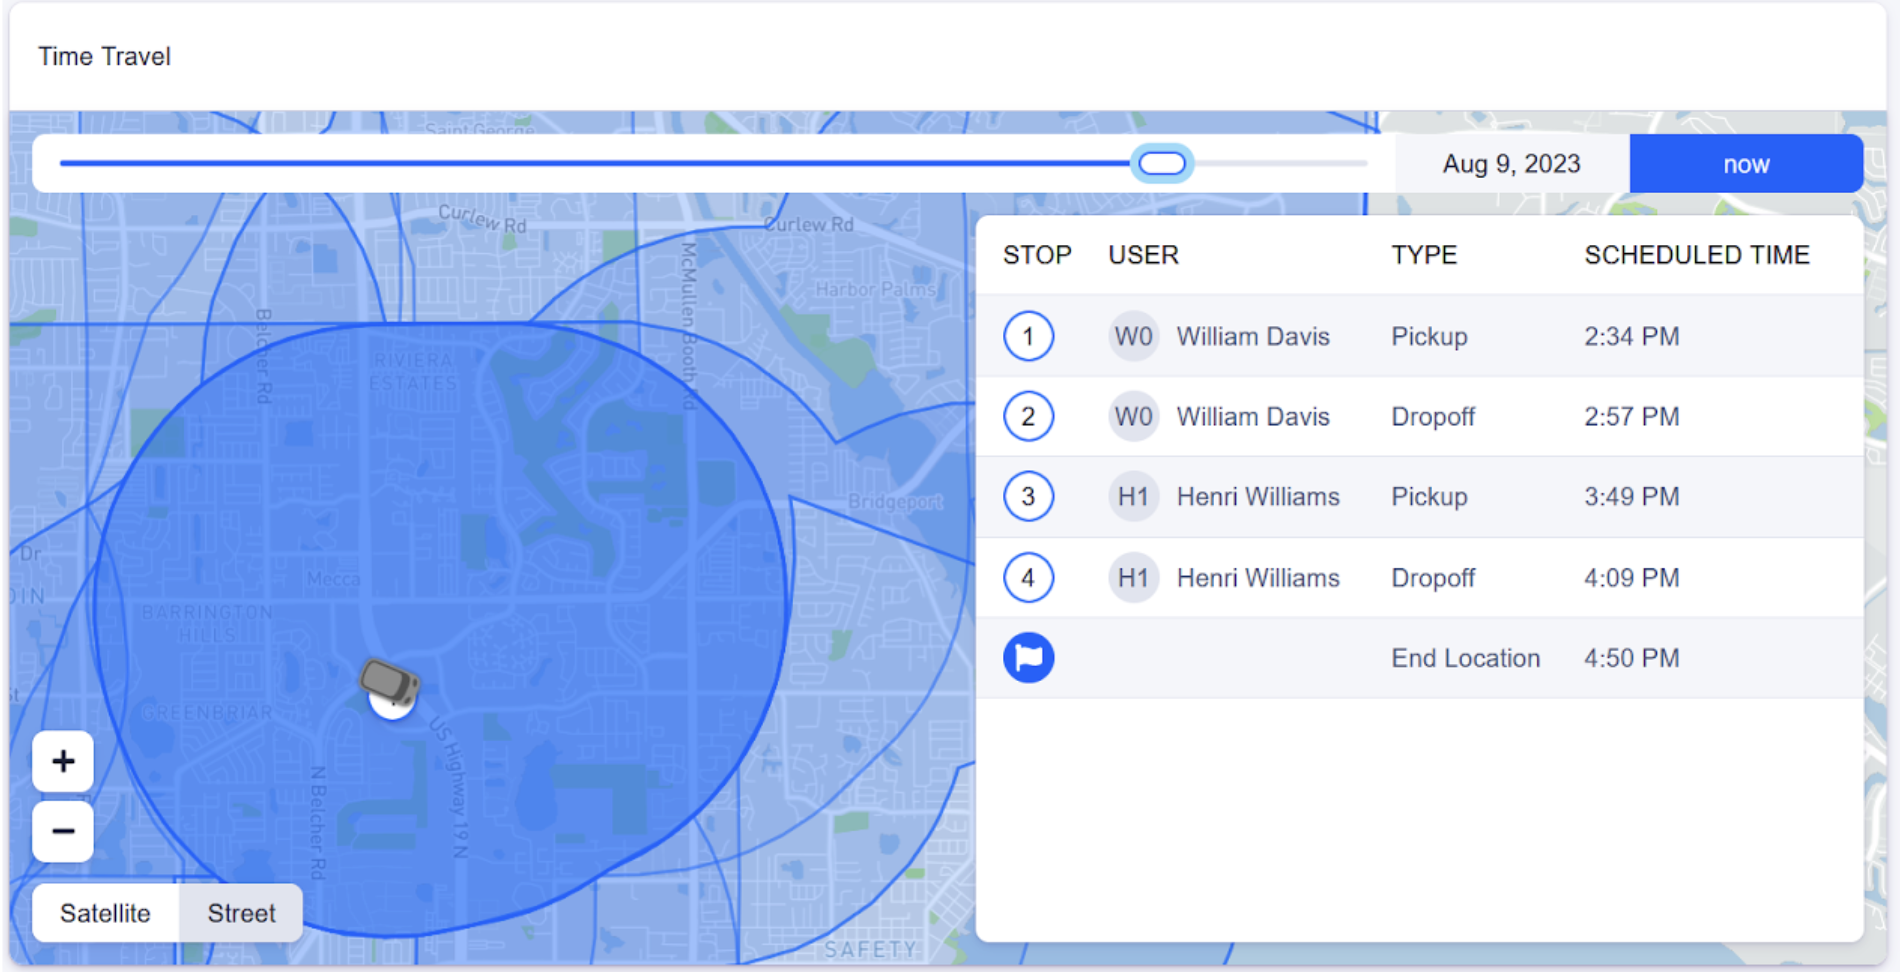 Time Travel
Saint George
Aug 9, 2023
now
Curlew Rd
Curlew Rd
McMullen Booth Rd
Harbor Palms
Belcher Rd
RIVIERA
ESTATES
Bridgeport
Dr
Mecca
BARRINGTON
HILLS
GREENBRIAR
US Highway 19 N
N Belcher Rd
SAFETY
+
−
Satellite
Street
STOP USER TYPE SCHEDULED TIME
1 W0 William Davis Pickup 2:34 PM
2 W0 William Davis Dropoff 2:57 PM
3 H1 Henri Williams Pickup 3:49 PM
4 H1 Henri Williams Dropoff 4:09 PM
End Location 4:50 PM